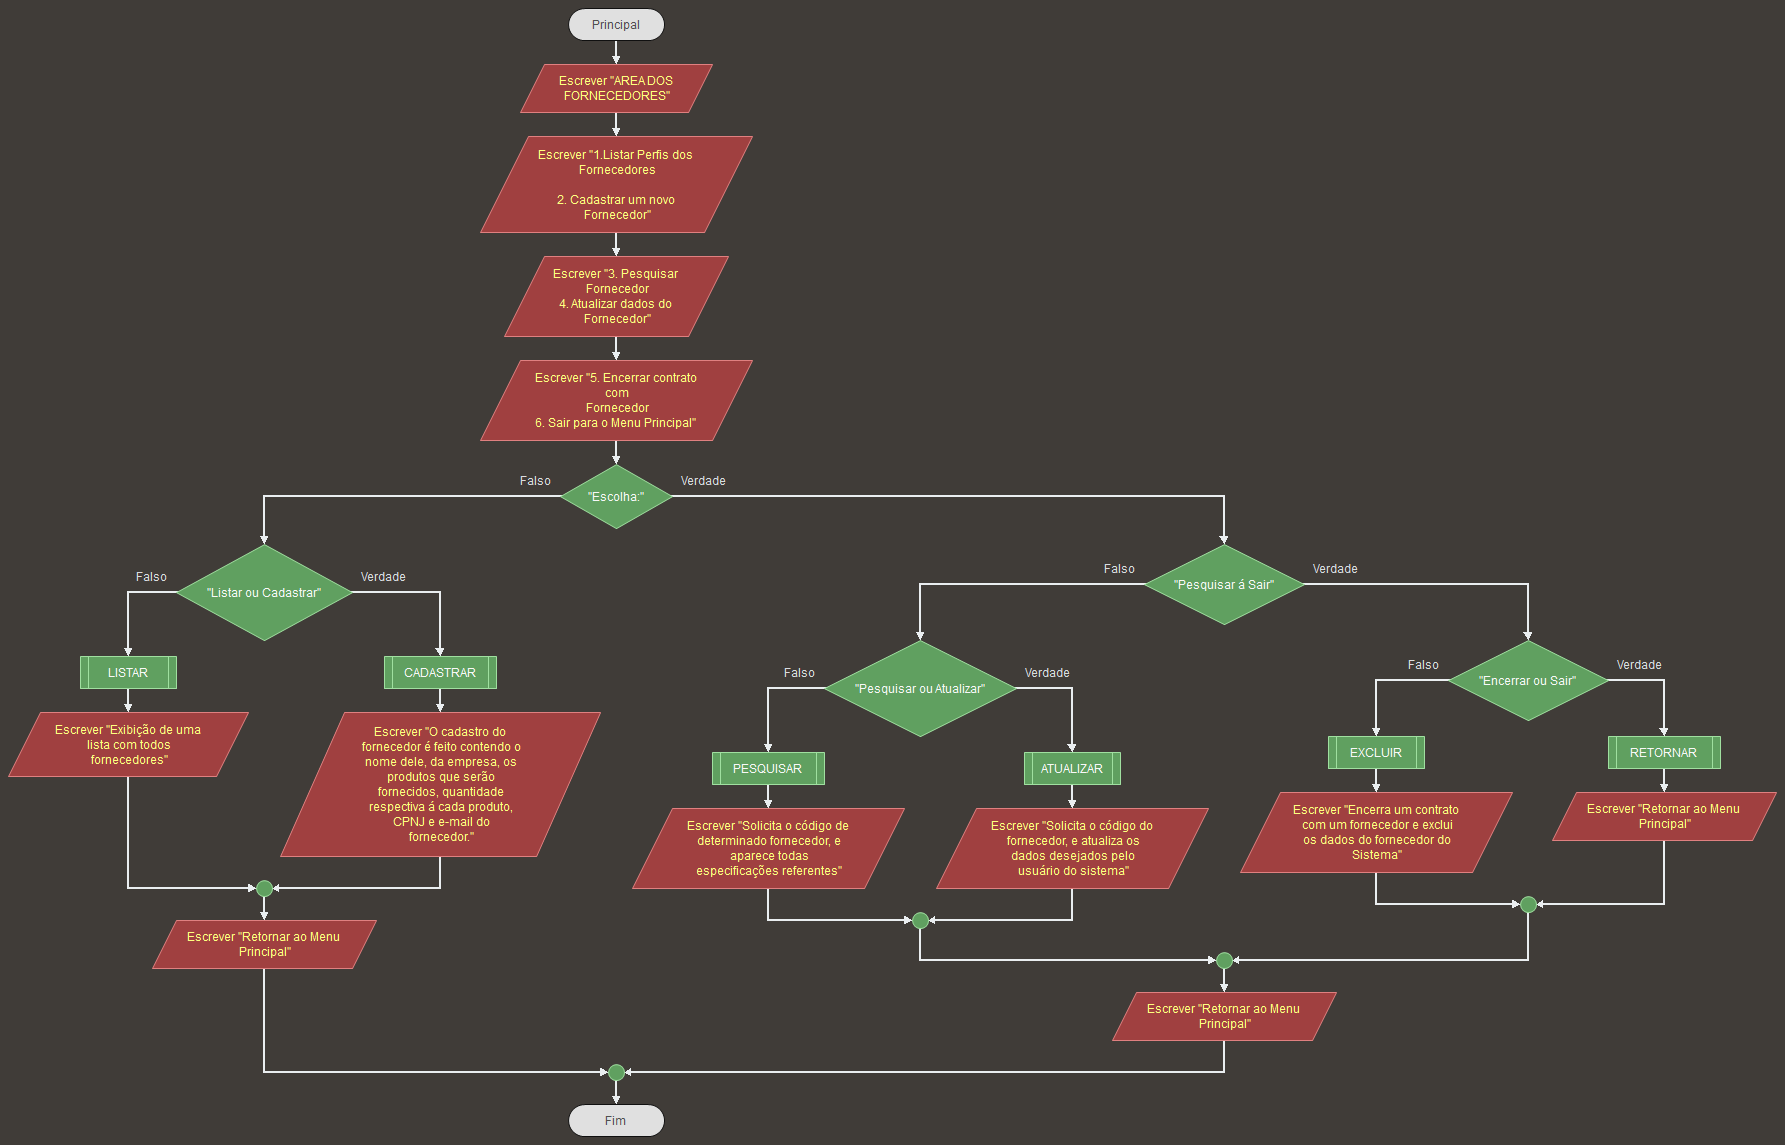 Principal
Escrever "AREA DOS
FORNECEDORES"
Escrever "1.Listar Perfis dos
Fornecedores
2. Cadastrar um novo
Fornecedor"
Escrever "3. Pesquisar
Fornecedor
4. Atualizar dados do
Fornecedor"
Escrever "5. Encerrar contrato
com
Fornecedor
6. Sair para o Menu Principal"
Falso
"Escolha:"
Verdade
Falso
"Listar ou Cadastrar"
Verdade
LISTAR
Escrever "Exibição de uma
lista com todos
fornecedores"
CADASTRAR
Escrever "O cadastro do
fornecedor é feito contendo o
nome dele, da empresa, os
produtos que serão
fornecidos, quantidade
respectiva á cada produto,
CPNJ e e-mail do
fornecedor."
Escrever "Retornar ao Menu
Principal"
Falso
"Pesquisar á Sair"
Verdade
Falso
"Pesquisar ou Atualizar"
Verdade
PESQUISAR
Escrever "Solicita o código de
determinado fornecedor, e
aparece todas
especificações referentes"
ATUALIZAR
Escrever "Solicita o código do
fornecedor, e atualiza os
dados desejados pelo
usuário do sistema"
Falso
"Encerrar ou Sair"
Verdade
EXCLUIR
Escrever "Encerra um contrato
com um fornecedor e exclui
os dados do fornecedor do
Sistema"
RETORNAR
Escrever "Retornar ao Menu
Principal"
Escrever "Retornar ao Menu
Principal"
Fim